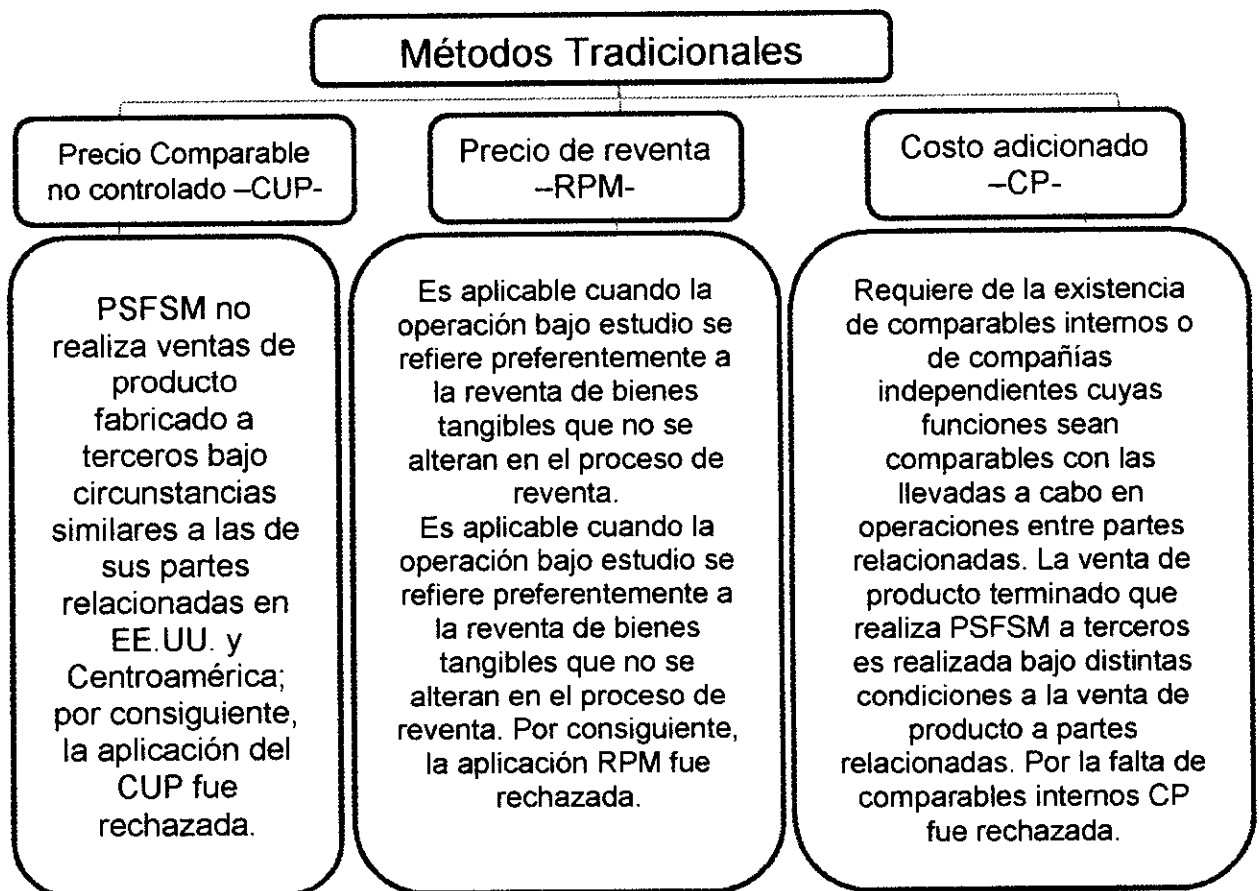 Métodos Tradicionales
Precio Comparable
no controlado –CUP-
Precio de reventa
–RPM-
Costo adicionado
–CP-
PSFSM no
realiza ventas de
producto
fabricado a
terceros bajo
circunstancias
similares a las de
sus partes
relacionadas en
EE.UU. y
Centroamérica;
por consiguiente,
la aplicación del
CUP fue
rechazada.
Es aplicable cuando la
operación bajo estudio se
refiere preferentemente a
la reventa de bienes
tangibles que no se
alteran en el proceso de
reventa.
Es aplicable cuando la
operación bajo estudio se
refiere preferentemente a
la reventa de bienes
tangibles que no se
alteran en el proceso de
reventa. Por consiguiente,
la aplicación RPM fue
rechazada.
Requiere de la existencia
de comparables internos o
de compañías
independientes cuyas
funciones sean
comparables con las
llevadas a cabo en
operaciones entre partes
relacionadas. La venta de
producto terminado que
realiza PSFSM a terceros
es realizada bajo distintas
condiciones a la venta de
producto a partes
relacionadas. Por la falta de
comparables internos CP
fue rechazada.